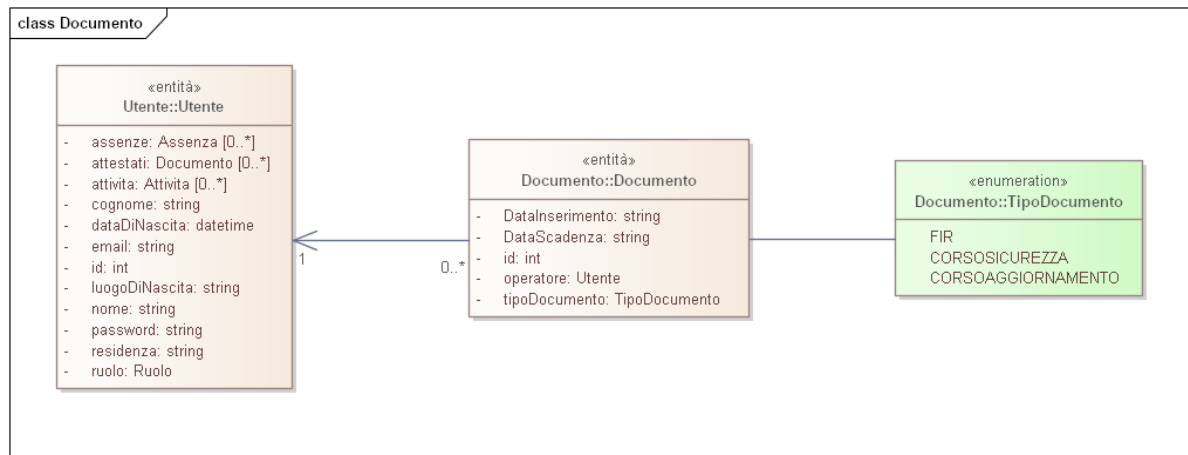 class Documento
«entità»
Utente::Utente
- assenze: Assenza [0..*]
- attestati: Documento [0..*]
- attivita: Attivita [0..*]
- cognome: string
- dataDiNascita: datetime
- email: string
- id: int
- luogoDiNascita: string
- nome: string
- password: string
- residenza: string
- ruolo: Ruolo
1
0..*
«entità»
Documento::Documento
- DataInserimento: string
- DataScadenza: string
- id: int
- operatore: Utente
- tipoDocumento: TipoDocumento
«enumeration»
Documento::TipoDocumento
FIR
CORSOSICUREZZA
CORSOAGGIORNAMENTO